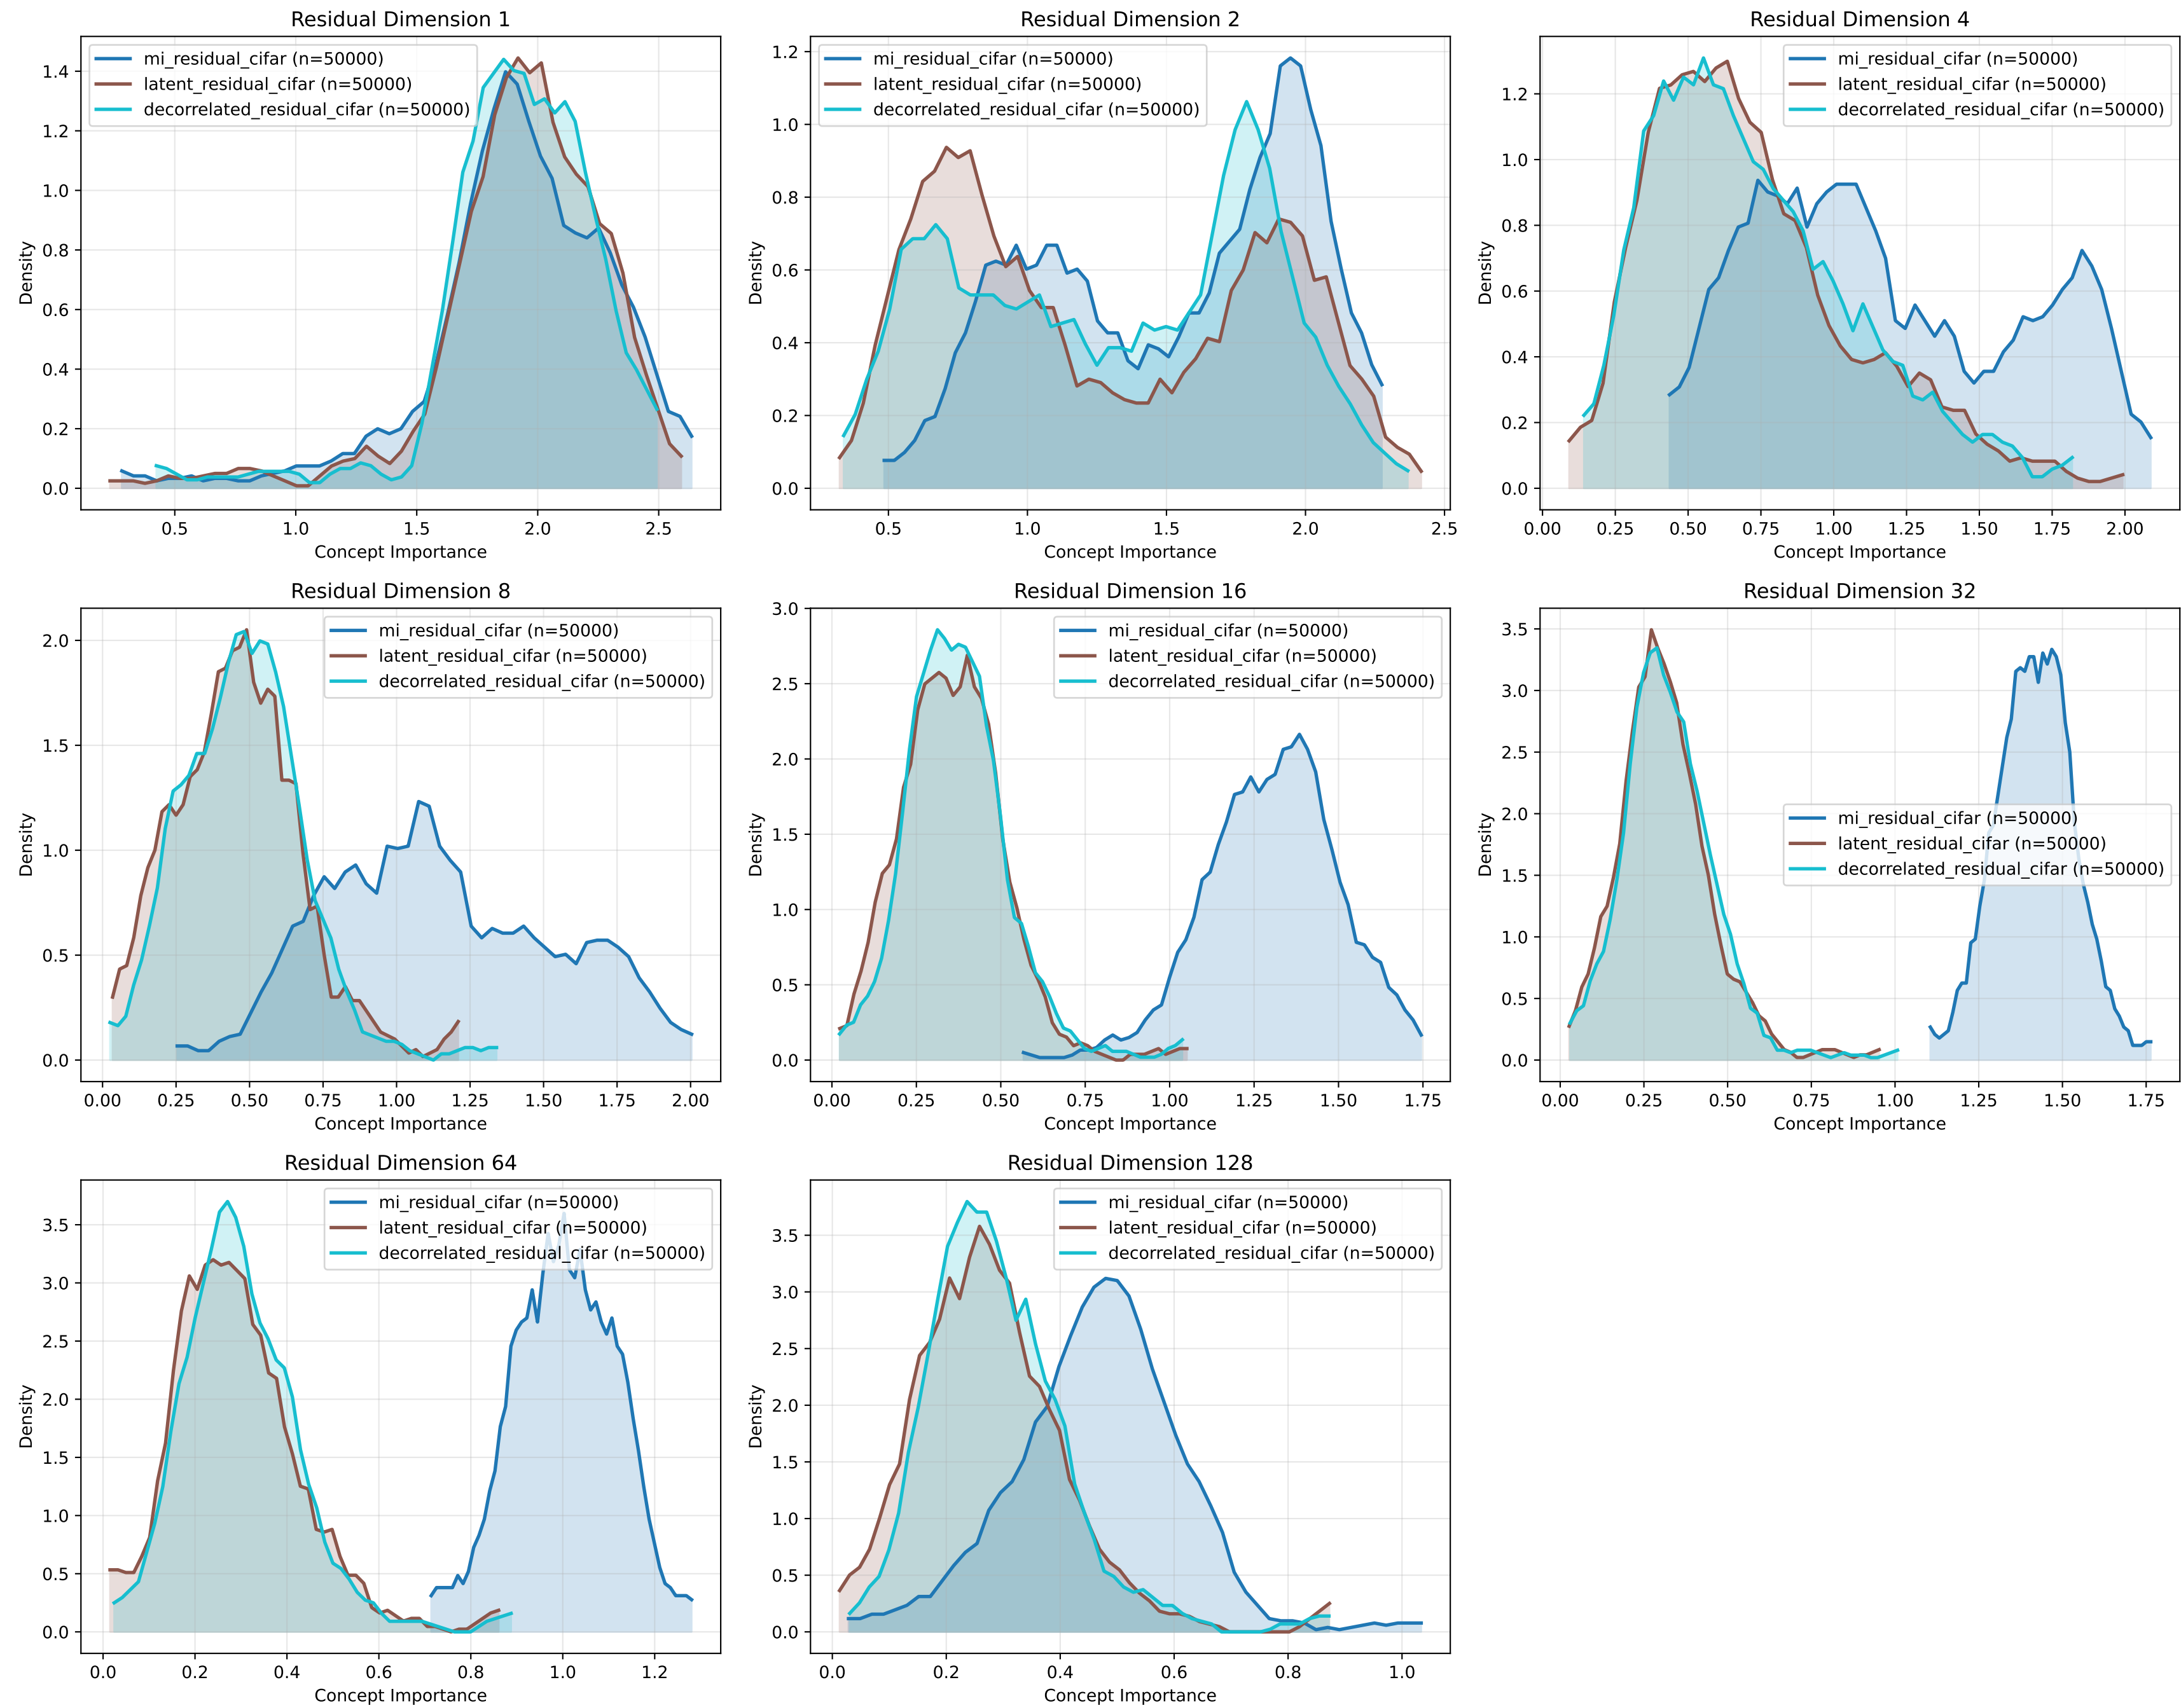 Residual Dimension 1
mi_residual_cifar (n=50000)
latent_residual_cifar (n=50000)
decorrelated_residual_cifar (n=50000)
Density
1.4
1.2
1.0
0.8
0.6
0.4
0.2
0.0
0.5 1.0 1.5 2.0 2.5
Concept Importance
Residual Dimension 2
mi_residual_cifar (n=50000)
latent_residual_cifar (n=50000)
decorrelated_residual_cifar (n=50000)
Density
1.2
1.0
0.8
0.6
0.4
0.2
0.0
0.5 1.0 1.5 2.0 2.5
Concept Importance
Residual Dimension 4
mi_residual_cifar (n=50000)
latent_residual_cifar (n=50000)
decorrelated_residual_cifar (n=50000)
Density
1.2
1.0
0.8
0.6
0.4
0.2
0.0
0.00 0.25 0.50 0.75 1.00 1.25 1.50 1.75 2.00
Concept Importance
Residual Dimension 8
mi_residual_cifar (n=50000)
latent_residual_cifar (n=50000)
decorrelated_residual_cifar (n=50000)
Density
2.0
1.5
1.0
0.5
0.0
0.00 0.25 0.50 0.75 1.00 1.25 1.50 1.75 2.00
Concept Importance
Residual Dimension 16
mi_residual_cifar (n=50000)
latent_residual_cifar (n=50000)
decorrelated_residual_cifar (n=50000)
Density
3.0
2.5
2.0
1.5
1.0
0.5
0.0
0.00 0.25 0.50 0.75 1.00 1.25 1.50 1.75
Concept Importance
Residual Dimension 32
mi_residual_cifar (n=50000)
latent_residual_cifar (n=50000)
decorrelated_residual_cifar (n=50000)
Density
3.5
3.0
2.5
2.0
1.5
1.0
0.5
0.0
0.00 0.25 0.50 0.75 1.00 1.25 1.50 1.75
Concept Importance
Residual Dimension 64
mi_residual_cifar (n=50000)
latent_residual_cifar (n=50000)
decorrelated_residual_cifar (n=50000)
Density
3.5
3.0
2.5
2.0
1.5
1.0
0.5
0.0
0.0 0.2 0.4 0.6 0.8 1.0 1.2
Concept Importance
Residual Dimension 128
mi_residual_cifar (n=50000)
latent_residual_cifar (n=50000)
decorrelated_residual_cifar (n=50000)
Density
3.5
3.0
2.5
2.0
1.5
1.0
0.5
0.0
0.0 0.2 0.4 0.6 0.8 1.0
Concept Importance